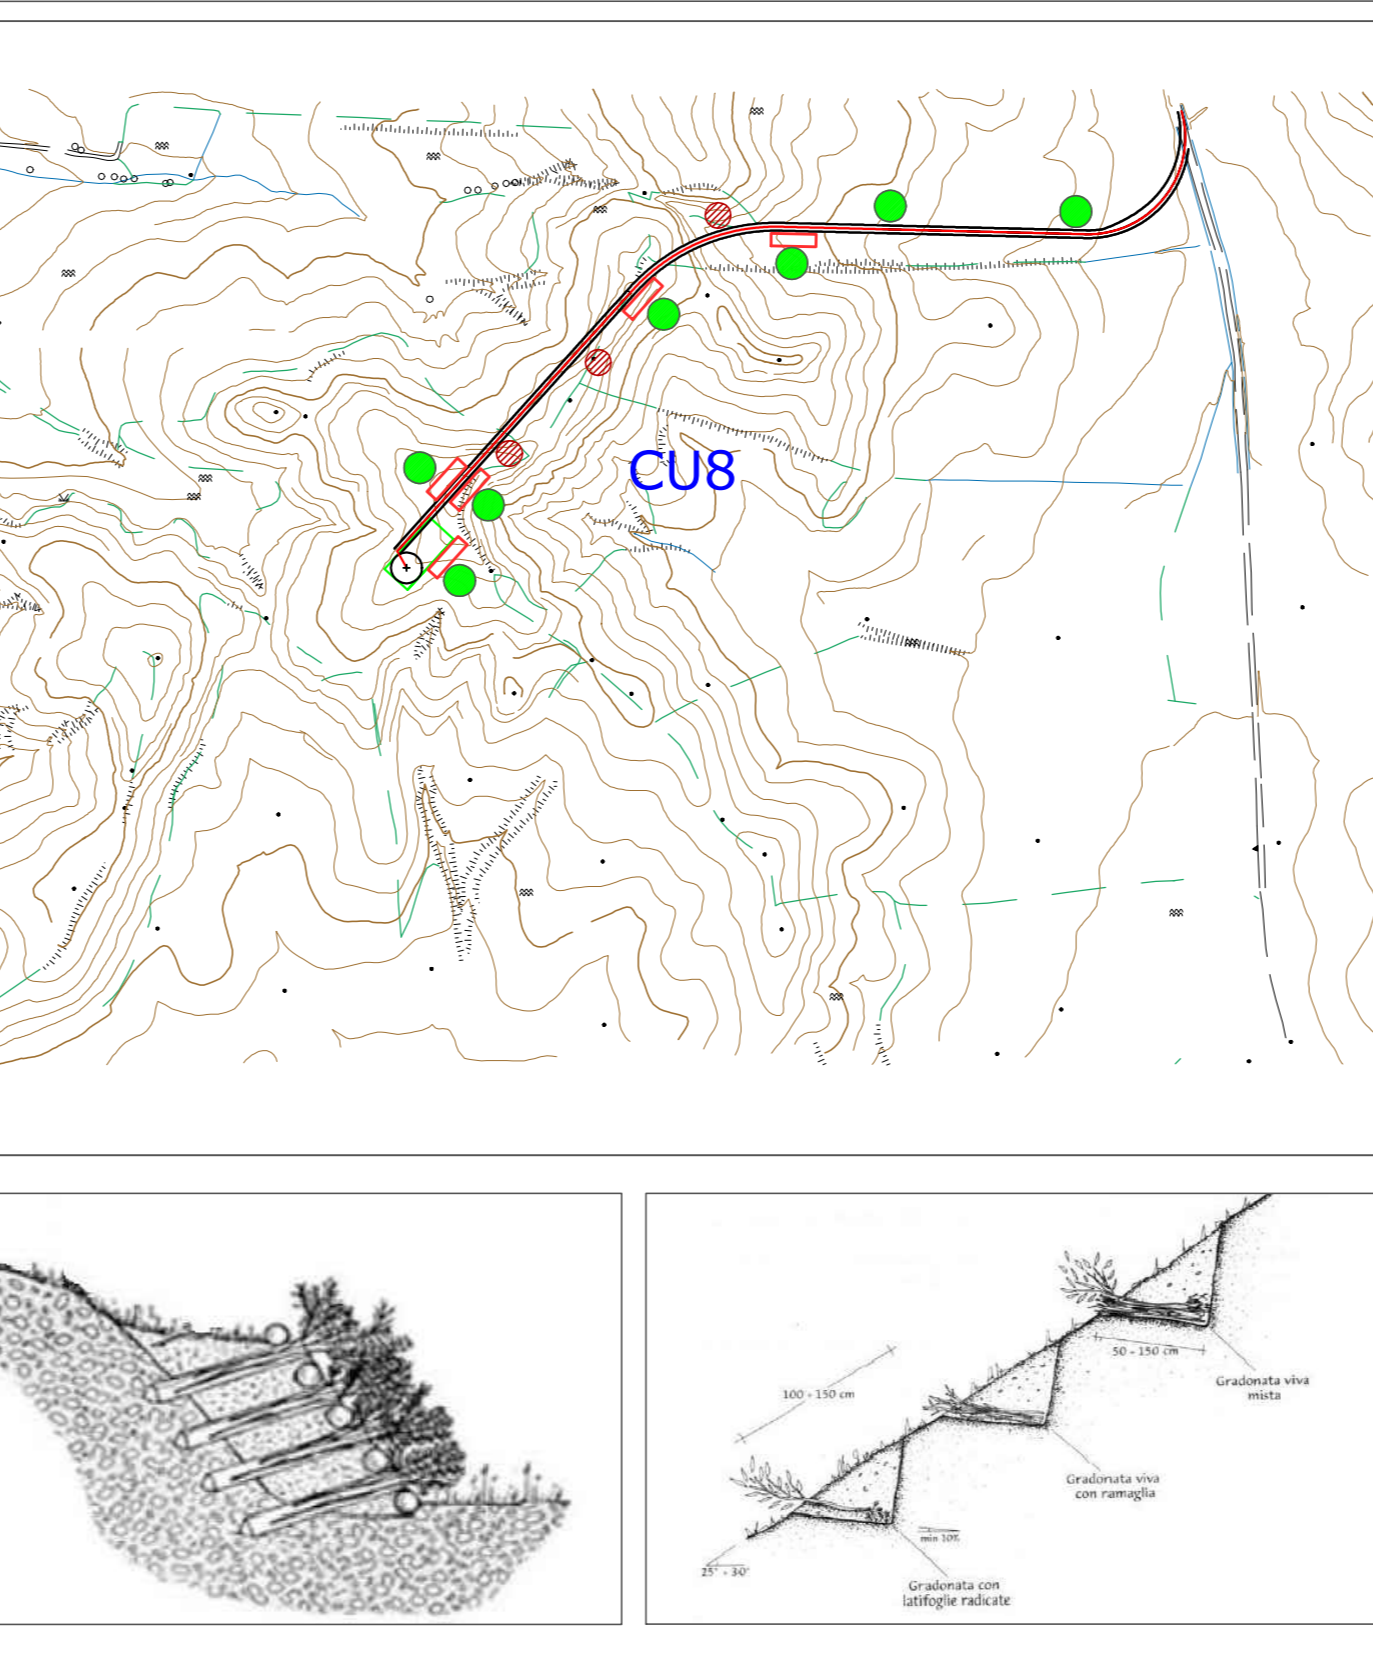 CU8
50 - 150 cm
Gradonata viva
mista
100 - 150 cm
Gradonata viva
con ramaglia
min 10%
25° - 30°
Gradonata con
latifoglie radicate